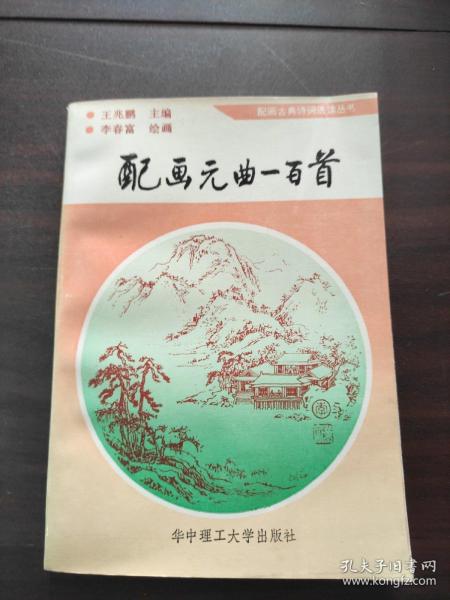 王兆鹏 主编
李春富 绘画
配画古典诗词选读丛书
配画元曲一百首
华中理工大学出版社
孔夫子旧书网
www.kongfz.com